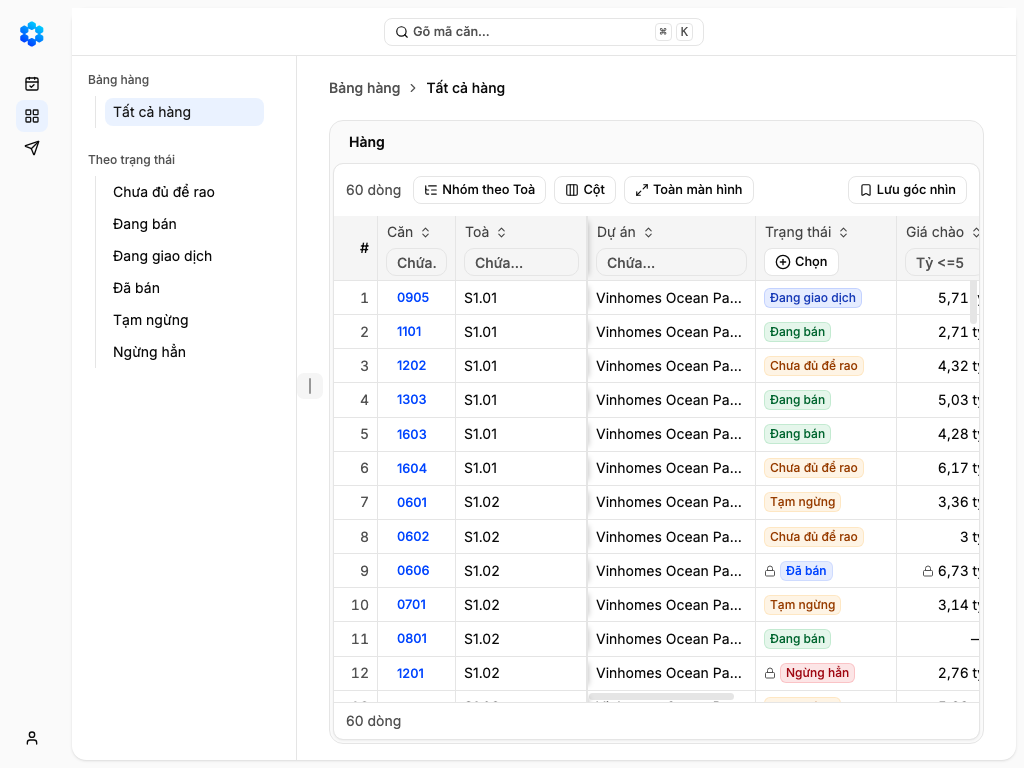 Gõ mã căn... ⌘ K
Bảng hàng
Tất cả hàng
Theo trạng thái
Chưa đủ để rao
Đang bán
Đang giao dịch
Đã bán
Tạm ngừng
Ngừng hẳn
Bảng hàng > Tất cả hàng
Hàng
60 dòng Nhóm theo Toà Cột Toàn màn hình Lưu góc nhìn
# Căn Toà Dự án Trạng thái Giá chào
Chứa. Chứa... Chứa... Chọn Tỷ <=5
1 0905 S1.01 Vinhomes Ocean Pa... Đang giao dịch 5,71
2 1101 S1.01 Vinhomes Ocean Pa... Đang bán 2,71 tỷ
3 1202 S1.01 Vinhomes Ocean Pa... Chưa đủ để rao 4,32 tỷ
4 1303 S1.01 Vinhomes Ocean Pa... Đang bán 5,03 tỷ
5 1603 S1.01 Vinhomes Ocean Pa... Đang bán 4,28 tỷ
6 1604 S1.01 Vinhomes Ocean Pa... Chưa đủ để rao 6,17 tỷ
7 0601 S1.02 Vinhomes Ocean Pa... Tạm ngừng 3,36 tỷ
8 0602 S1.02 Vinhomes Ocean Pa... Chưa đủ để rao 3 tỷ
9 0606 S1.02 Vinhomes Ocean Pa... Đã bán 6,73 tỷ
10 0701 S1.02 Vinhomes Ocean Pa... Tạm ngừng 3,14 tỷ
11 0801 S1.02 Vinhomes Ocean Pa... Đang bán —
12 1201 S1.02 Vinhomes Ocean Pa... Ngừng hẳn 2,76 tỷ
60 dòng